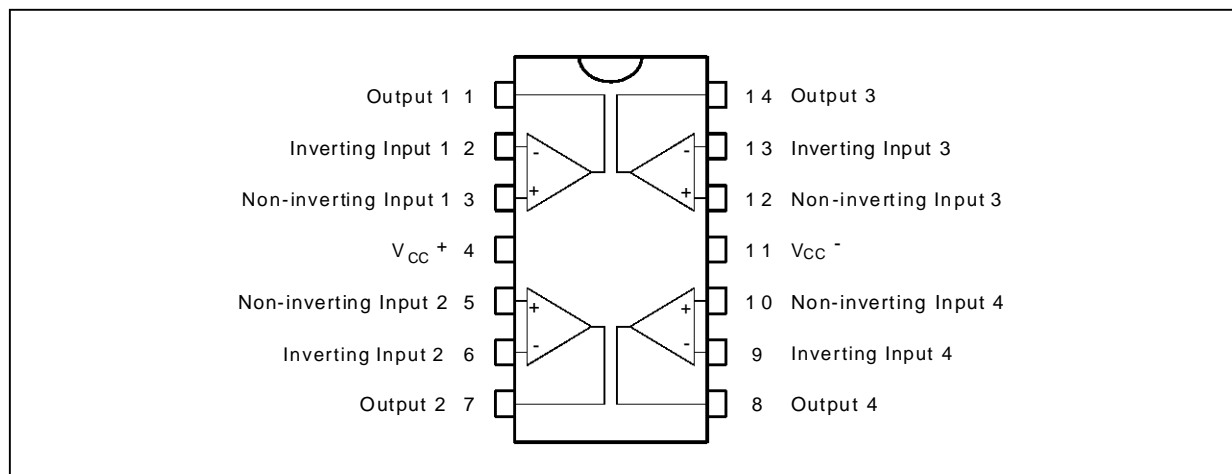 Output 1 1 14 Output 3
Inverting Input 1 2 - - 13 Inverting Input 3
Non-inverting Input 1 3 + + 12 Non-inverting Input 3
VCC + 4 11 VCC -
Non-inverting Input 2 5 + + 10 Non-inverting Input 4
Inverting Input 2 6 - - 9 Inverting Input 4
Output 2 7 8 Output 4